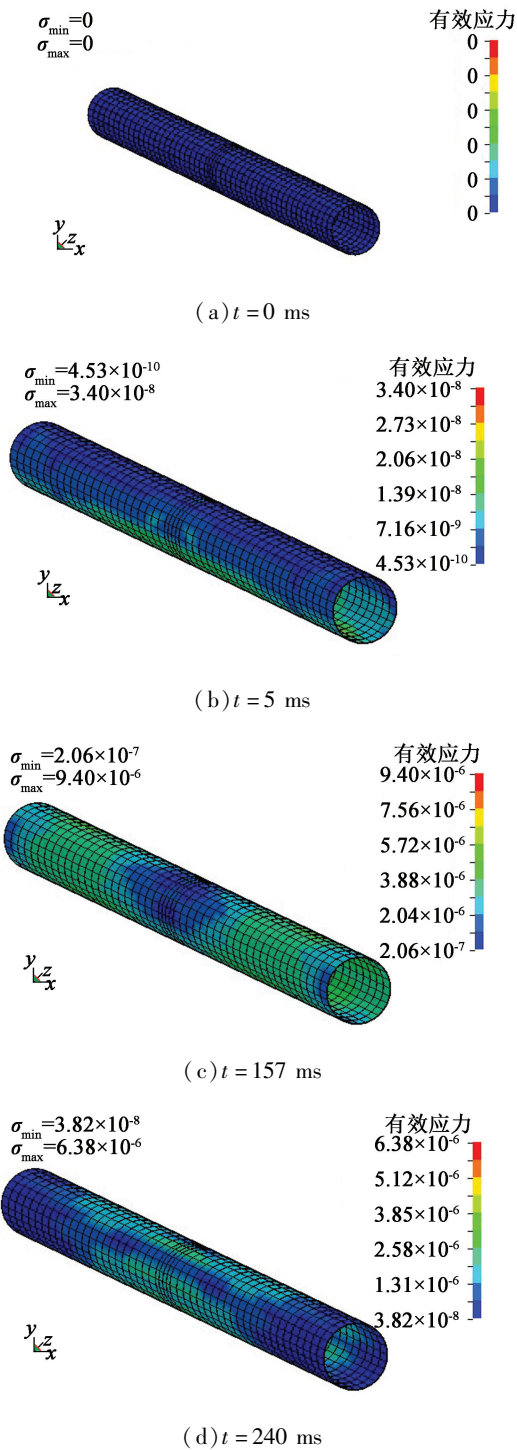 σmin=0
σmax=0
有效应力
0
0
0
0
0
0
y
z
x
(a)t=0 ms
σmin=4.53×10-10
σmax=3.40×10-8
有效应力
3.40×10-8
2.73×10-8
2.06×10-8
1.39×10-8
7.16×10-9
4.53×10-10
y
z
x
(b)t=5 ms
σmin=2.06×10-7
σmax=9.40×10-6
有效应力
9.40×10-6
7.56×10-6
5.72×10-6
3.88×10-6
2.04×10-6
2.06×10-7
y
z
x
(c)t=157 ms
σmin=3.82×10-8
σmax=6.38×10-6
有效应力
6.38×10-6
5.12×10-6
3.85×10-6
2.58×10-6
1.31×10-6
3.82×10-8
y
z
x
(d)t=240 ms